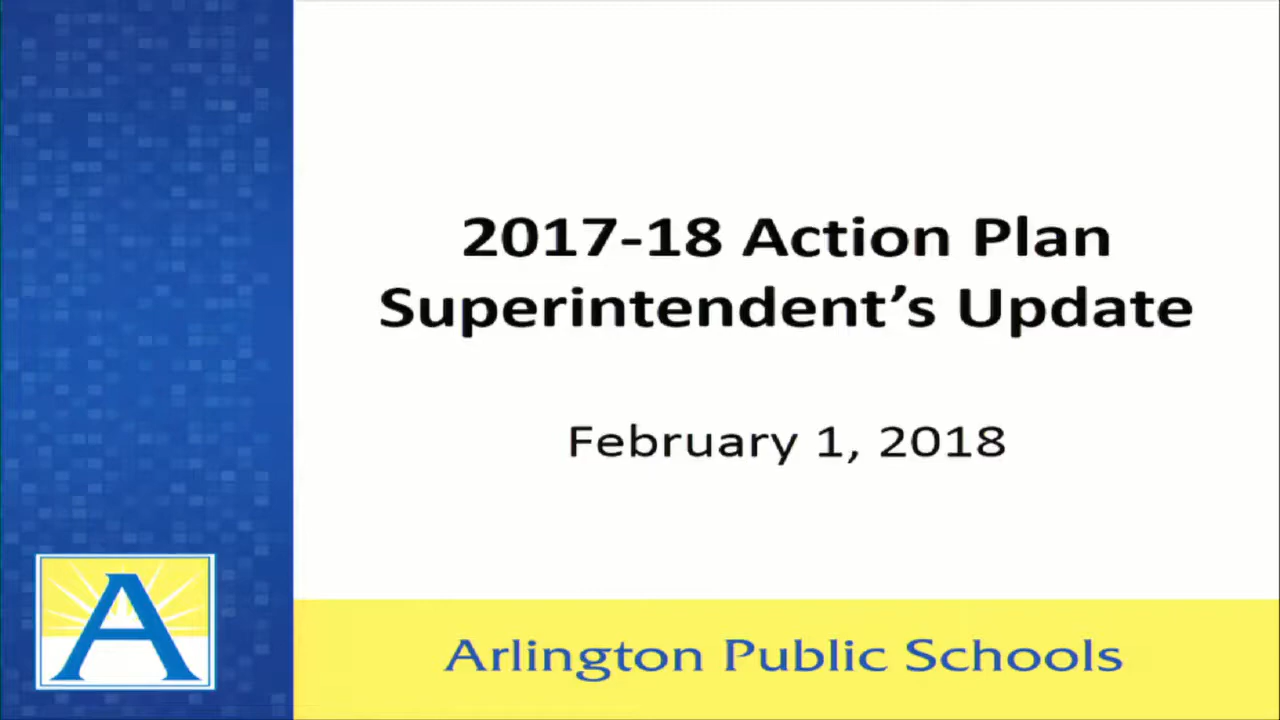 2017-18 Action Plan
Superintendent’s Update
February 1, 2018
A
Arlington Public Schools